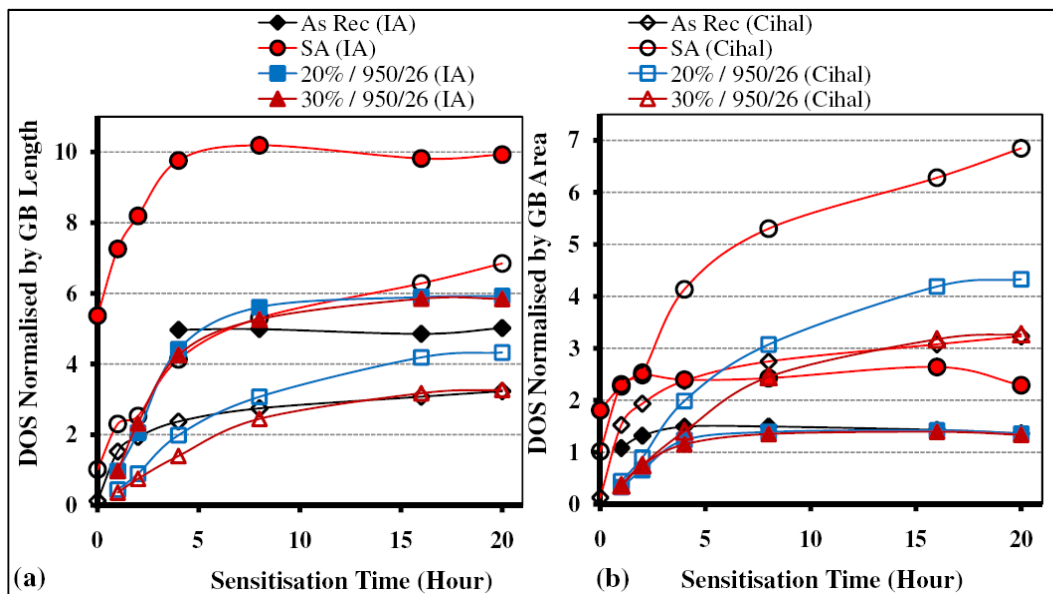 As Rec (IA)
SA (IA)
20% / 950/26 (IA)
30% / 950/26 (IA)
As Rec (Cihal)
SA (Cihal)
20% / 950/26 (Cihal)
30% / 950/26 (Cihal)
DOS Normalised by GB Length
10
8
6
4
2
0
0
5
10
15
20
(a)
Sensitisation Time (Hour)
DOS Normalised by GB Area
7
6
5
4
3
2
1
0
0
5
10
15
20
(b)
Sensitisation Time (Hour)